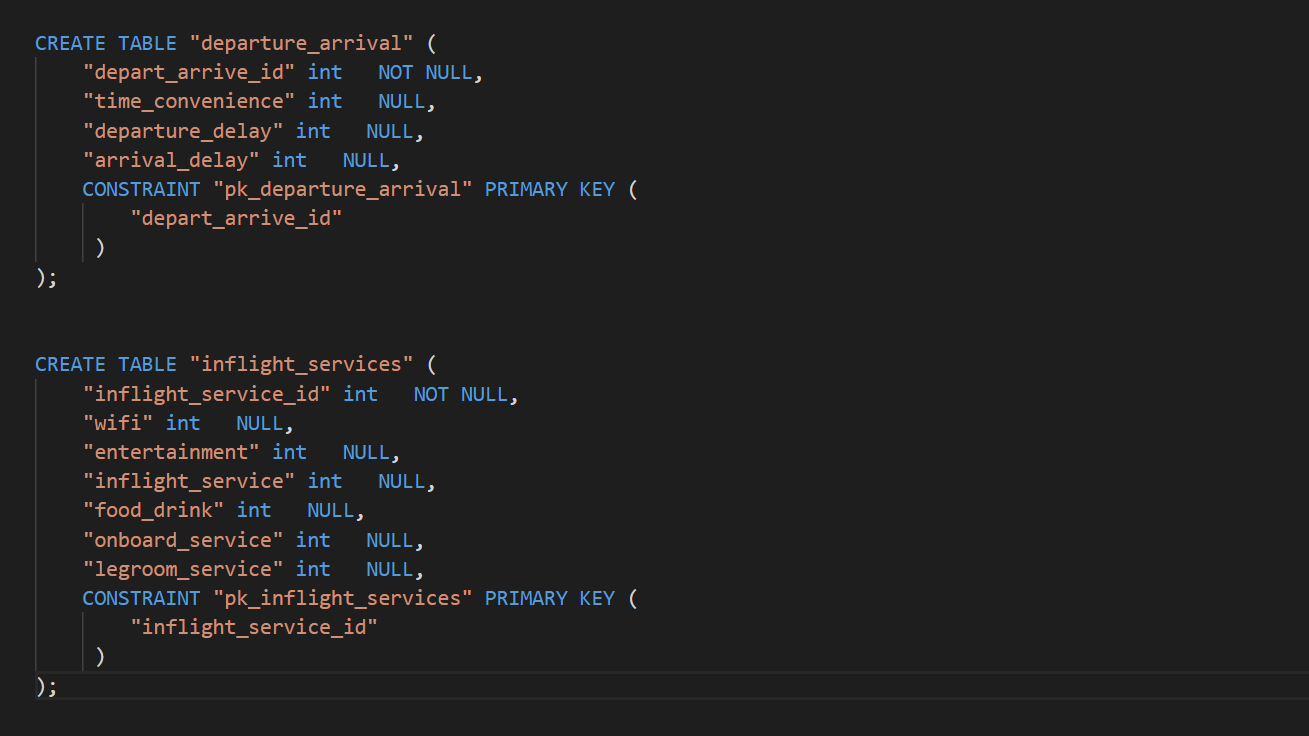 CREATE TABLE "departure_arrival" (
    "depart_arrive_id" int   NOT NULL,
    "time_convenience" int   NULL,
    "departure_delay" int   NULL,
    "arrival_delay" int   NULL,
    CONSTRAINT "pk_departure_arrival" PRIMARY KEY (
        "depart_arrive_id"
     )
);
CREATE TABLE "inflight_services" (
    "inflight_service_id" int   NOT NULL,
    "wifi" int   NULL,
    "entertainment" int   NULL,
    "inflight_service" int   NULL,
    "food_drink" int   NULL,
    "onboard_service" int   NULL,
    "legroom_service" int   NULL,
    CONSTRAINT "pk_inflight_services" PRIMARY KEY (
        "inflight_service_id"
     )
);